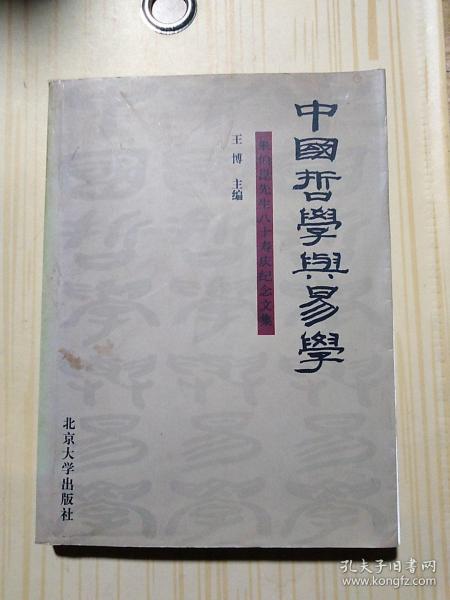 中國哲學與易學
朱伯崑先生八十寿庆纪念文集
王博 主编
北京大学出版社
孔夫子旧书网
www.kongfz.com